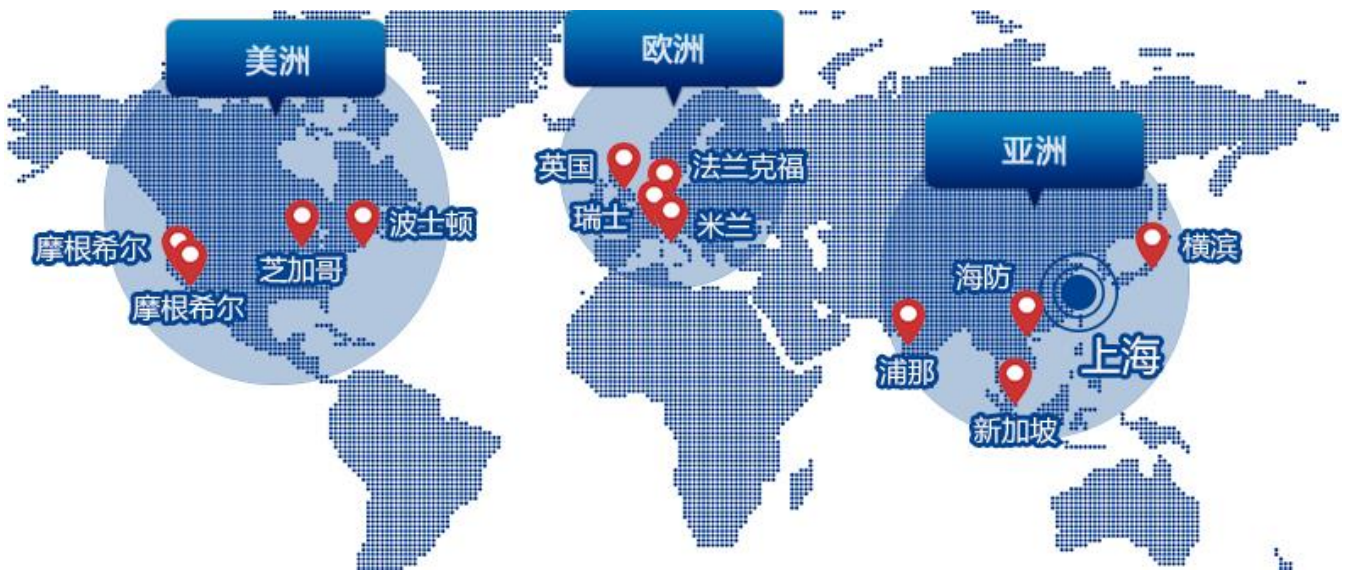 美洲
欧洲
亚洲
英国
法兰克福
瑞士
米兰
摩根希尔
摩根希尔
芝加哥
波士顿
横滨
海防
上海
浦那
新加坡